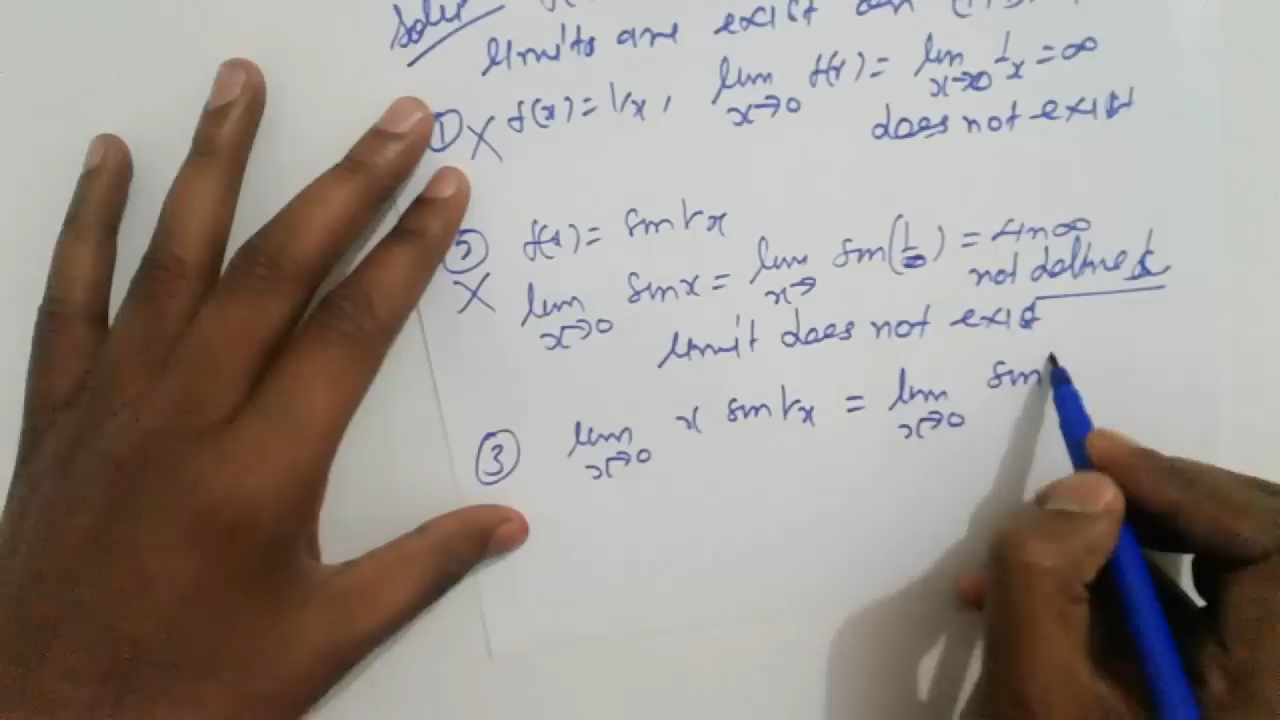 limits are exist
① X f(x) = 1/x, lim x→0 f(x) = lim x→0 1/x = ∞
does not exist
② f(x) = sin 1/x
X lim x→0 sin x = lim x→ sin(1/0) = sin ∞
not defined
limit does not exist
③ lim x→0 x sin 1/x = lim x→0 sin